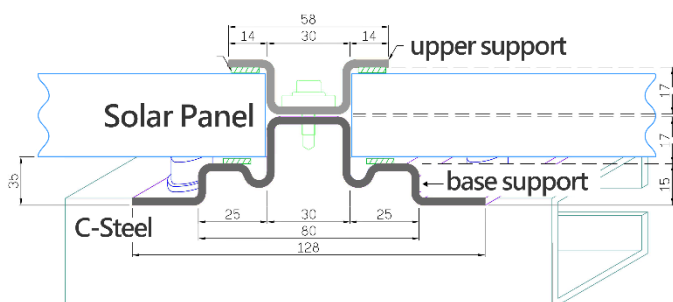 58
14 30 14
upper support
Solar Panel
17
17
35
15
base support
C-Steel
25 30 25
80
128